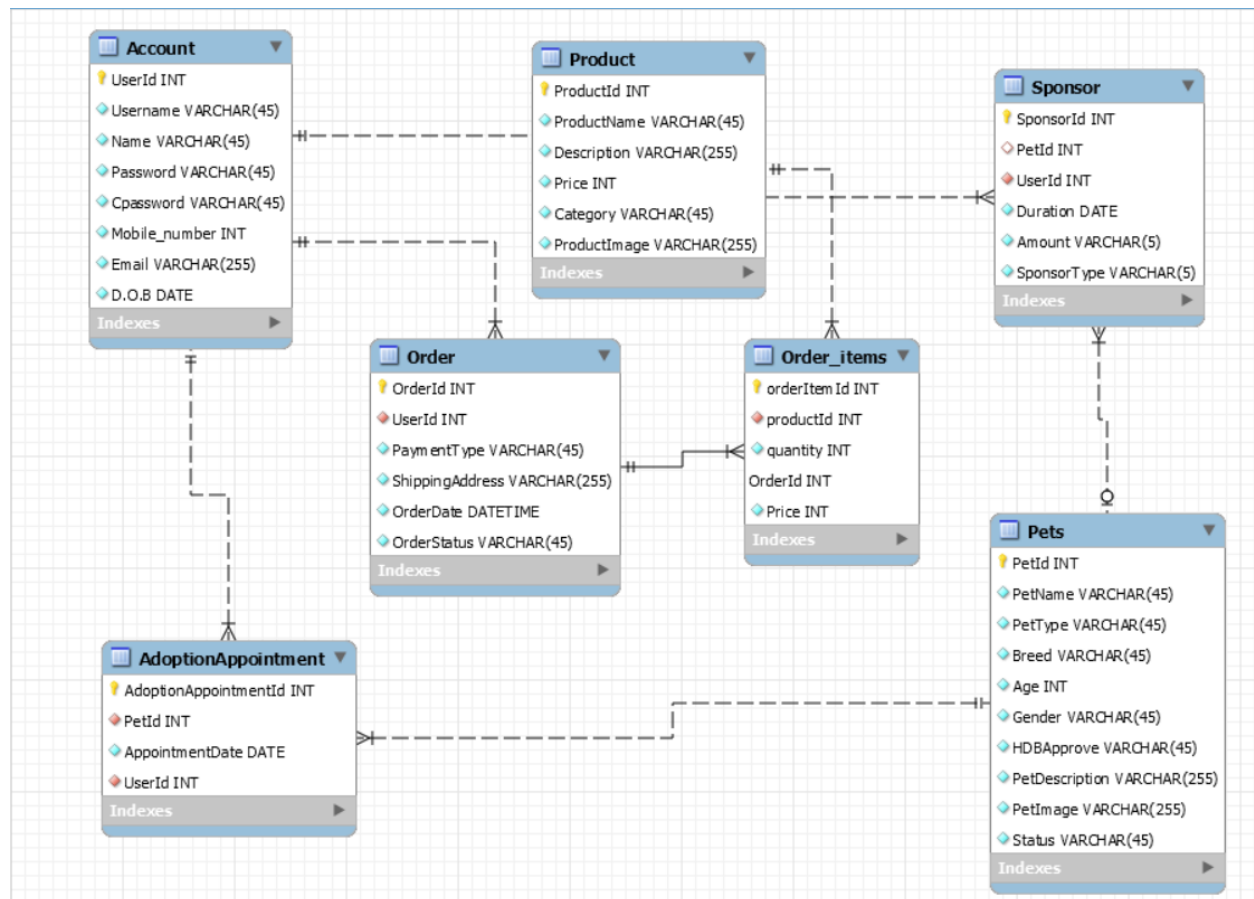 Account
UserId INT
Username VARCHAR(45)
Name VARCHAR(45)
Password VARCHAR(45)
Cpassword VARCHAR(45)
Mobile_number INT
Email VARCHAR(255)
D.O.B DATE
Indexes
Product
ProductId INT
ProductName VARCHAR(45)
Description VARCHAR(255)
Price INT
Category VARCHAR(45)
ProductImage VARCHAR(255)
Indexes
Sponsor
SponsorId INT
PetId INT
UserId INT
Duration DATE
Amount VARCHAR(5)
SponsorType VARCHAR(5)
Indexes
Order
OrderId INT
UserId INT
PaymentType VARCHAR(45)
ShippingAddress VARCHAR(255)
OrderDate DATETIME
OrderStatus VARCHAR(45)
Indexes
Order_items
orderItemId INT
productId INT
quantity INT
OrderId INT
Price INT
Indexes
Pets
PetId INT
PetName VARCHAR(45)
PetType VARCHAR(45)
Breed VARCHAR(45)
Age INT
Gender VARCHAR(45)
HDBApprove VARCHAR(45)
PetDescription VARCHAR(255)
PetImage VARCHAR(255)
Status VARCHAR(45)
Indexes
AdoptionAppointment
AdoptionAppointmentId INT
PetId INT
AppointmentDate DATE
UserId INT
Indexes